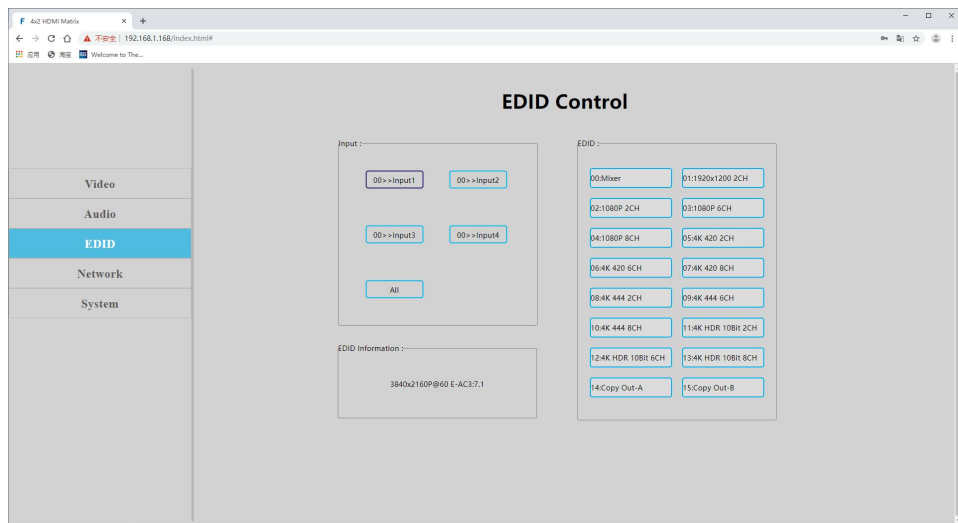 F 4x2 HDMI Matrix × +
不安全 | 192.168.1.168/index.html#
应用 淘宝 Welcome to The...
EDID Control
Video
Audio
EDID
Network
System
Input :
00>>Input1 00>>Input2
00>>Input3 00>>Input4
All
EDID Information :
3840x2160P@60 E-AC3:7.1
EDID :
00:Mixer 01:1920x1200 2CH
02:1080P 2CH 03:1080P 6CH
04:1080P 8CH 05:4K 420 2CH
06:4K 420 6CH 07:4K 420 8CH
08:4K 444 2CH 09:4K 444 6CH
10:4K 444 8CH 11:4K HDR 10Bit 2CH
12:4K HDR 10Bit 6CH 13:4K HDR 10Bit 8CH
14:Copy Out-A 15:Copy Out-B